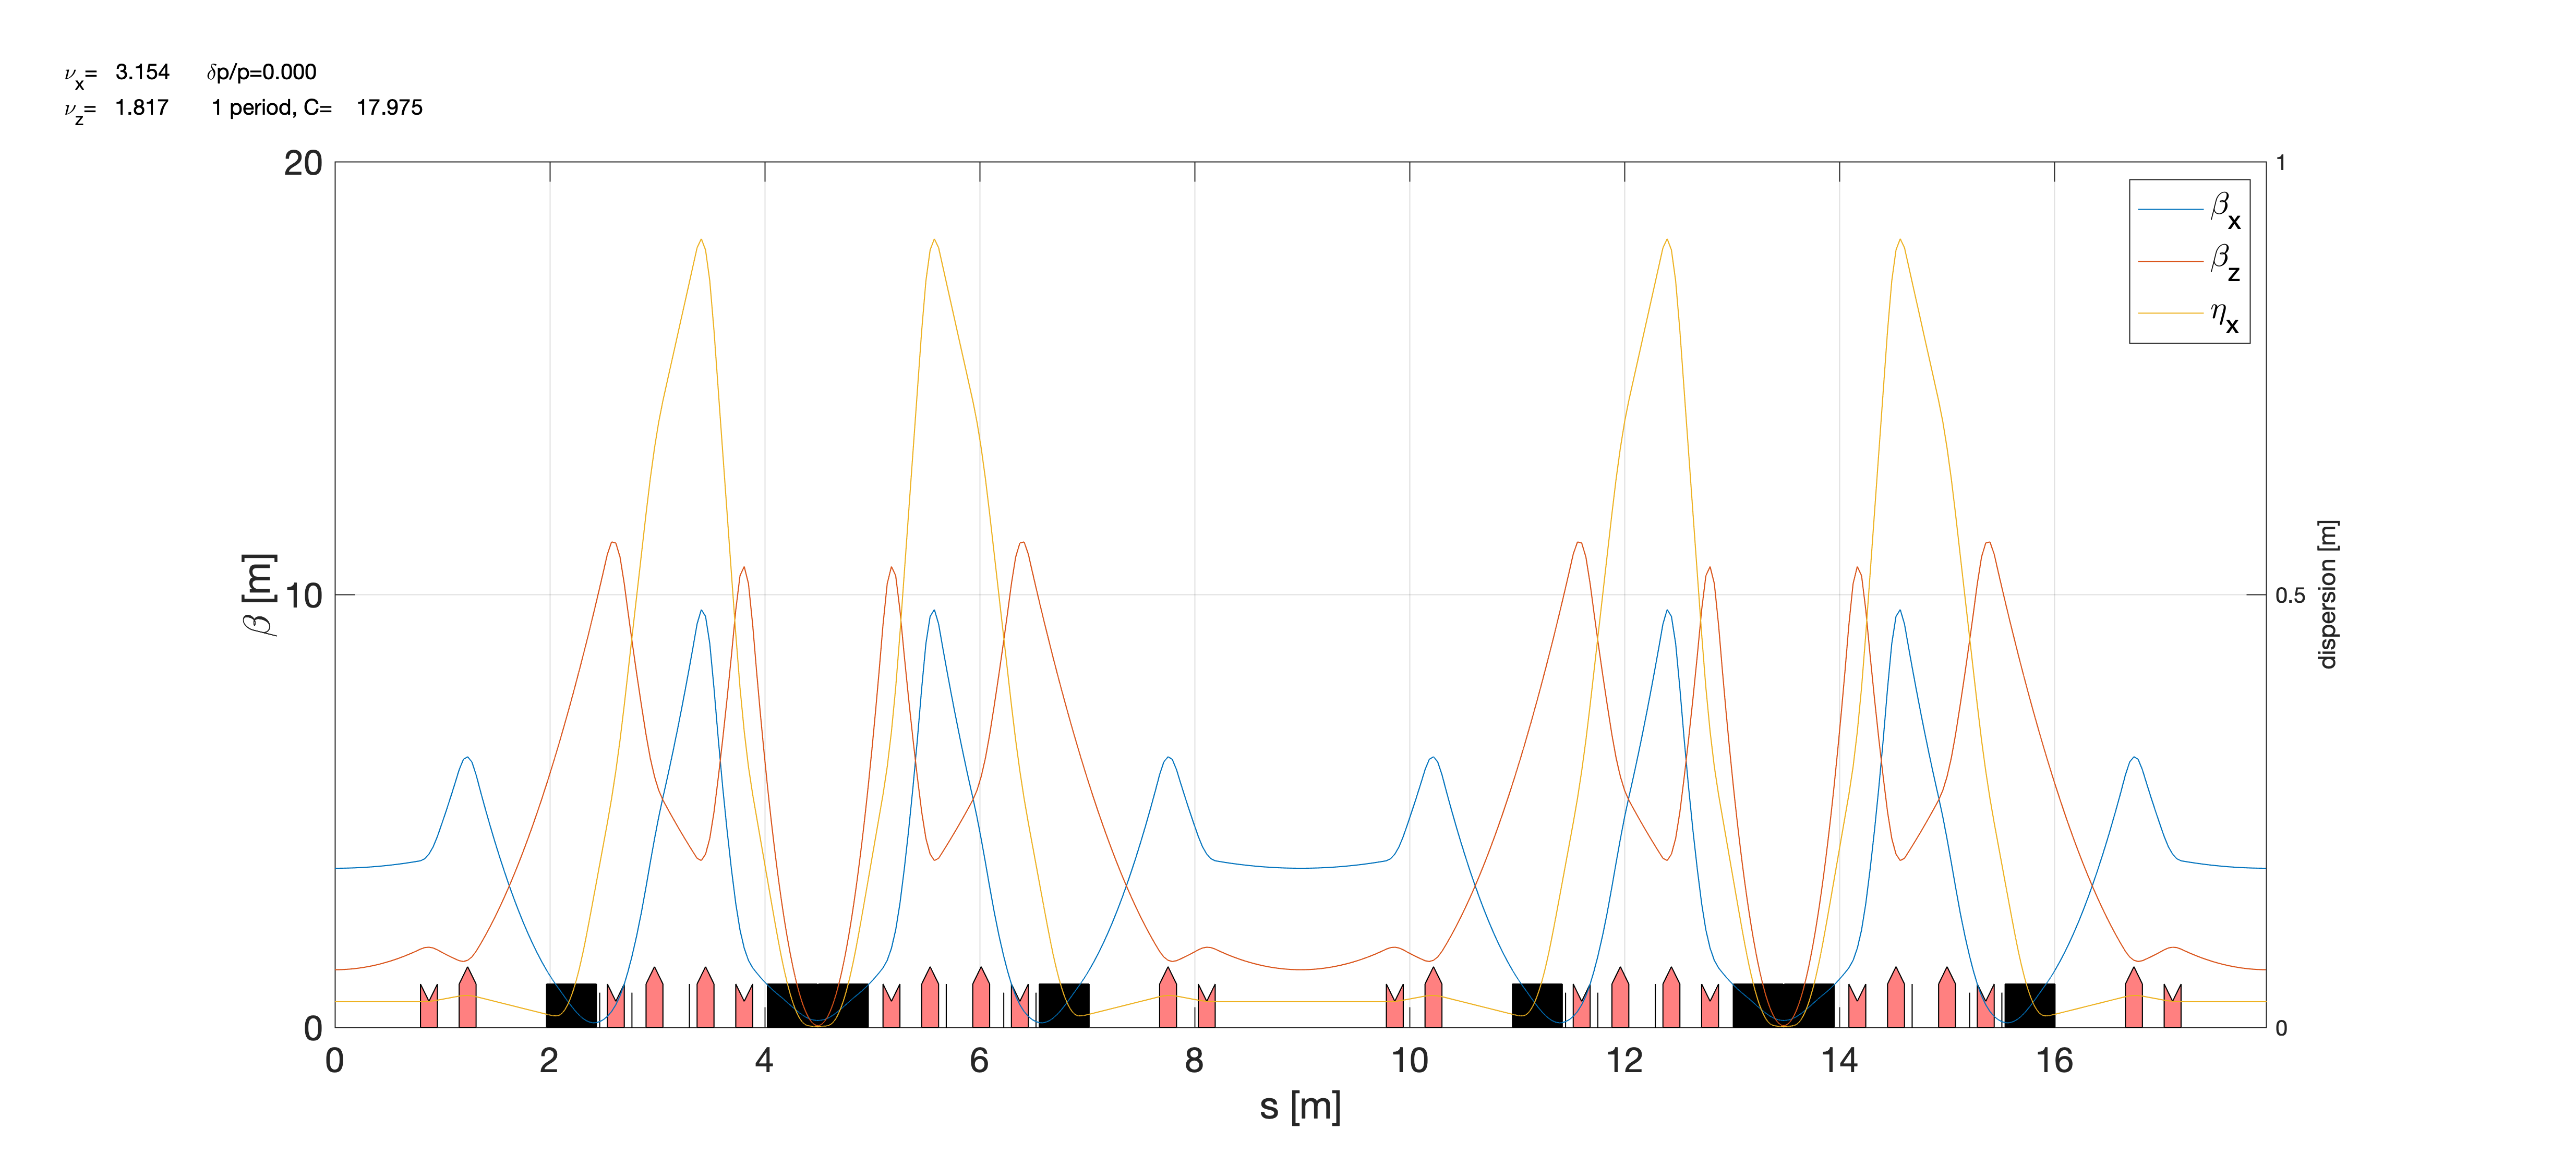 νx= 3.154 δp/p=0.000
νz= 1.817 1 period, C= 17.975
20
10
0
β [m]
0 2 4 6 8 10 12 14 16
s [m]
1
0.5
0
dispersion [m]
βx
βz
ηx